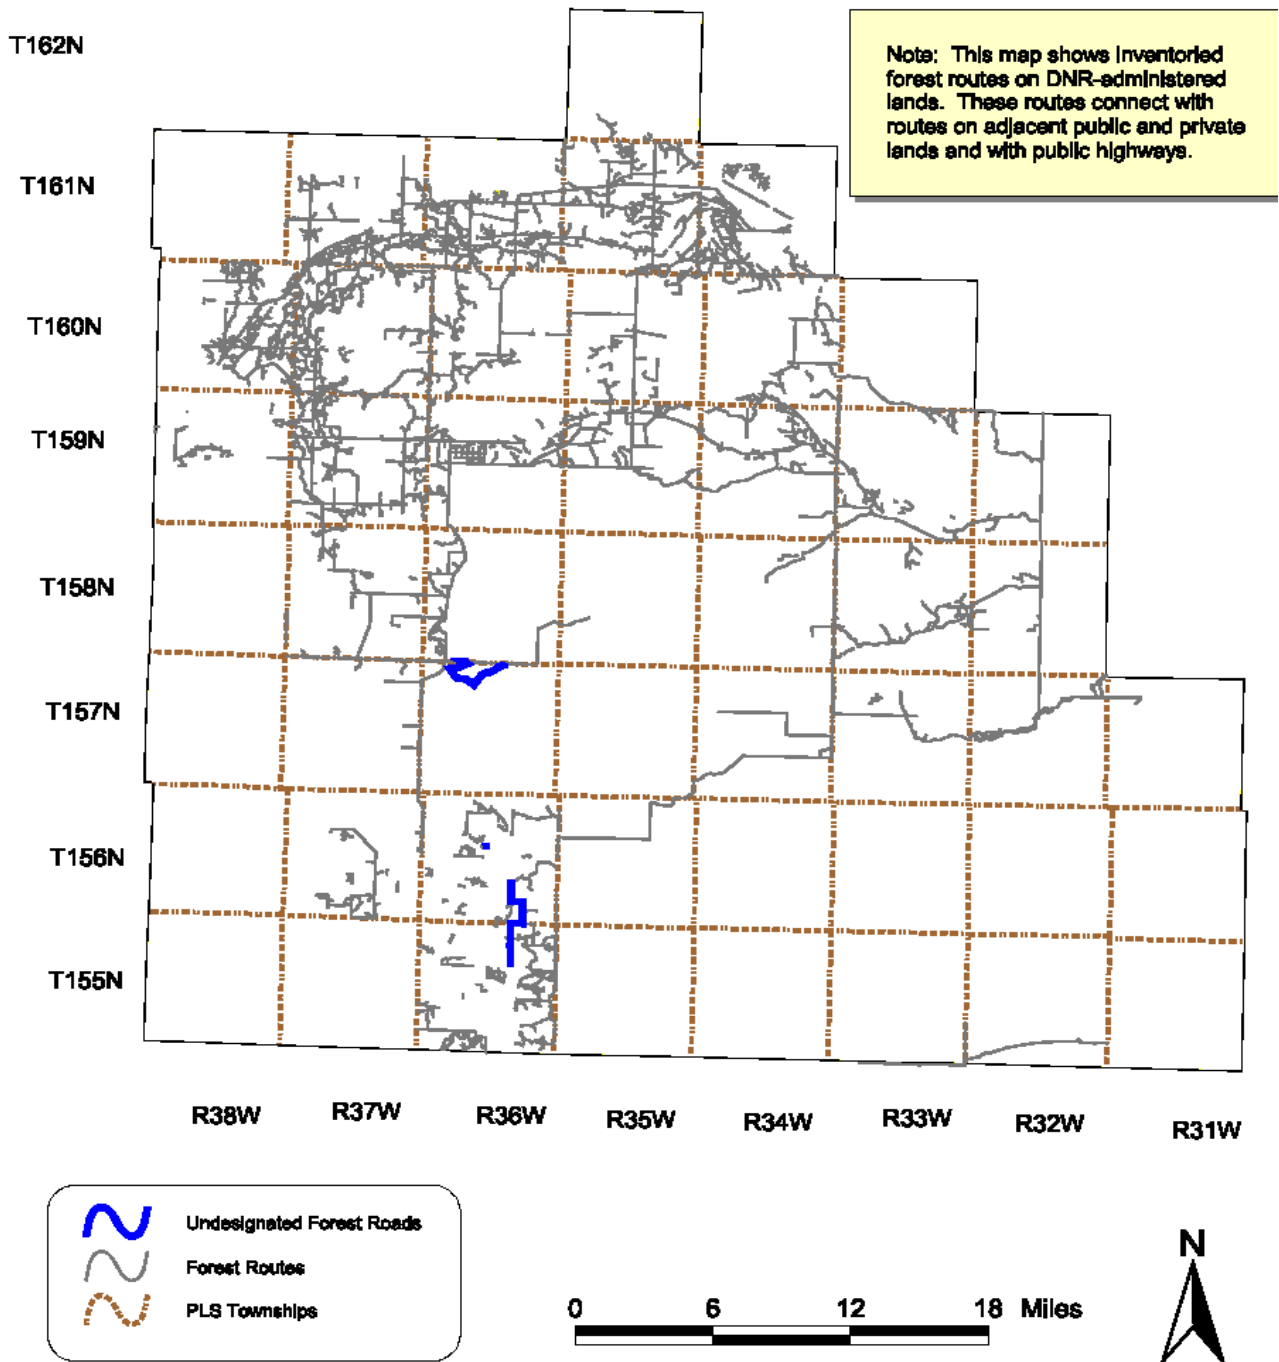 T162N
Note: This map shows inventoried
forest routes on DNR-administered
lands. These routes connect with
routes on adjacent public and private
lands and with public highways.
T161N
T160N
T159N
T158N
T157N
T156N
T155N
R38W R37W R36W R35W R34W R33W R32W R31W
Undesignated Forest Roads
Forest Routes
PLS Townships
0 6 12 18 Miles
N